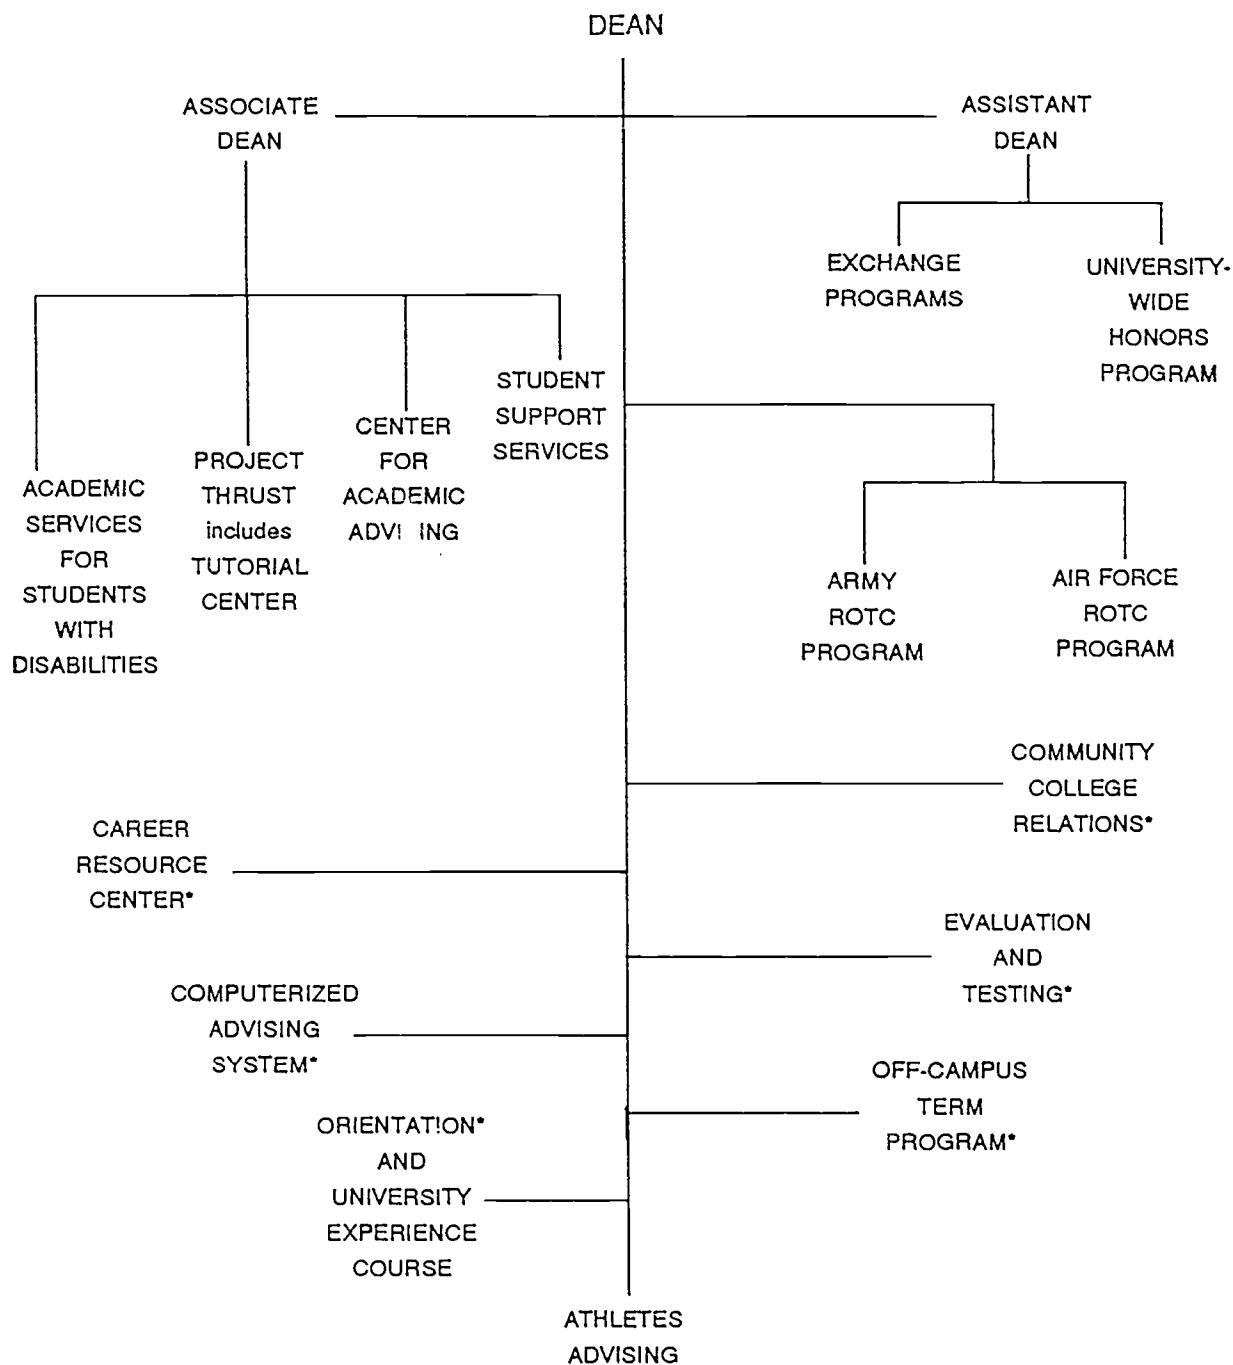 DEAN
ASSOCIATE
DEAN
ASSISTANT
DEAN
EXCHANGE
PROGRAMS
UNIVERSITY-
WIDE
HONORS
PROGRAM
STUDENT
SUPPORT
SERVICES
CENTER
FOR
ACADEMIC
ADVI ING
PROJECT
THRUST
includes
TUTORIAL
CENTER
ACADEMIC
SERVICES
FOR
STUDENTS
WITH
DISABILITIES
ARMY
ROTC
PROGRAM
AIR FORCE
ROTC
PROGRAM
COMMUNITY
COLLEGE
RELATIONS*
CAREER
RESOURCE
CENTER*
EVALUATION
AND
TESTING*
COMPUTERIZED
ADVISING
SYSTEM*
OFF-CAMPUS
TERM
PROGRAM*
ORIENTATION*
AND
UNIVERSITY
EXPERIENCE
COURSE
ATHLETES
ADVISING